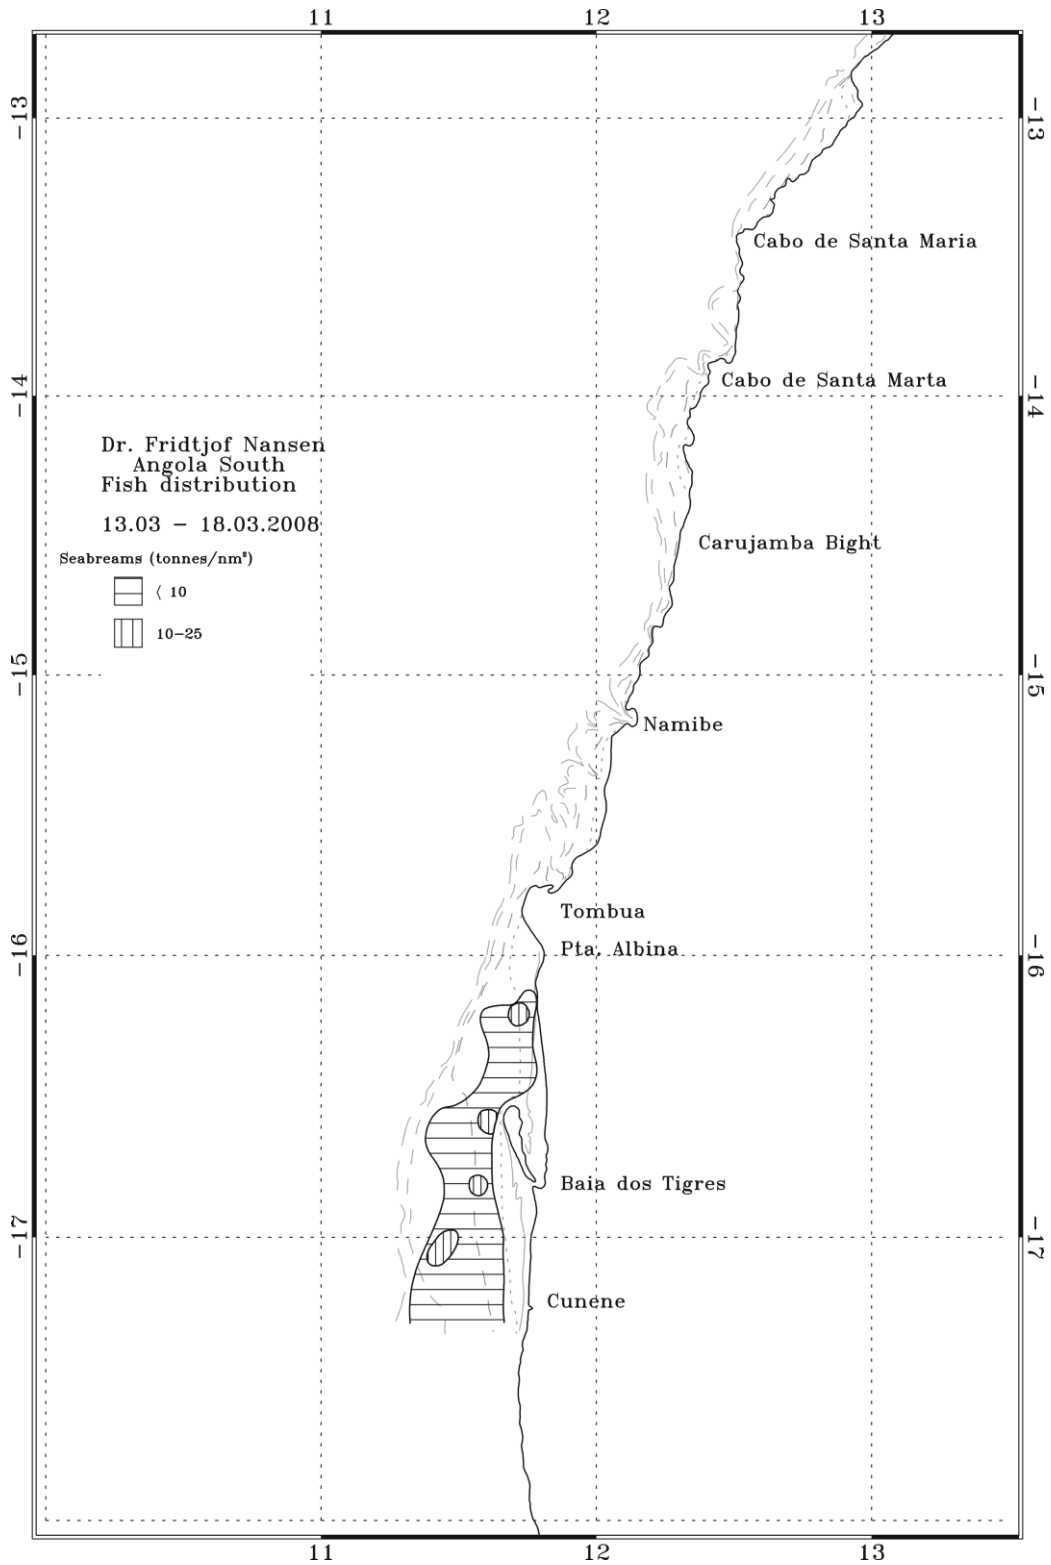 11 12 13
-13 -13
Cabo de Santa Maria
Cabo de Santa Marta
-14 -14
Dr. Fridtjof Nansen
Angola South
Fish distribution
13.03 - 18.03.2008
Carujamba Bight
Seabreams (tonnes/nm²)
⟨ 10
10-25
-15 -15
Namibe
Tombua
Pta. Albina
-16 -16
Baia dos Tigres
-17 -17
Cunene
11 12 13